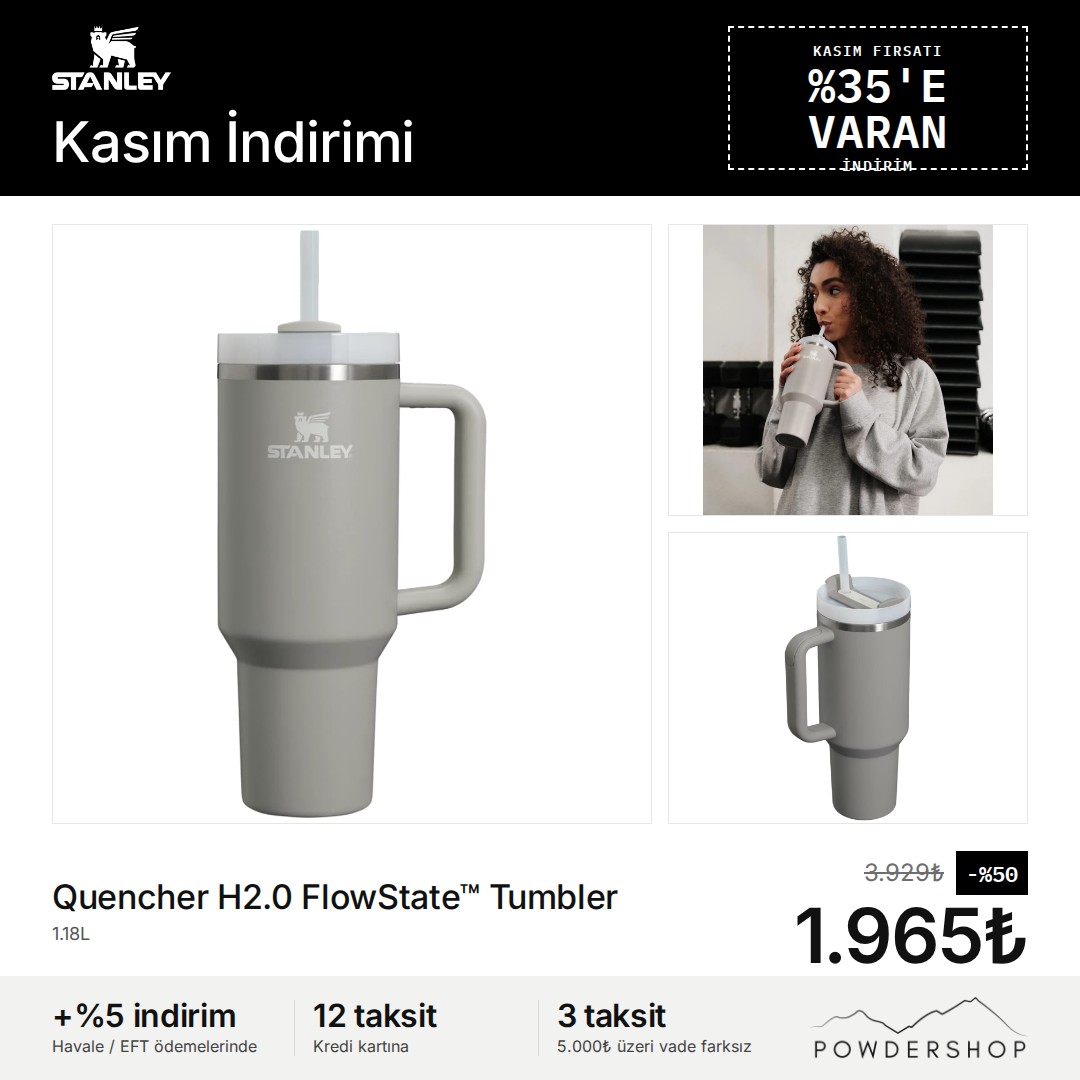 STANLEY
Kasım İndirimi
KASIM FIRSATI
%35'E
VARAN
İNDİRİM
STANLEY
Quencher H2.0 FlowState™ Tumbler
1.18L
3.929₺
-%50
1.965₺
+%5 indirim
Havale / EFT ödemelerinde
12 taksit
Kredi kartına
3 taksit
5.000₺ üzeri vade farksız
POWDERSHOP